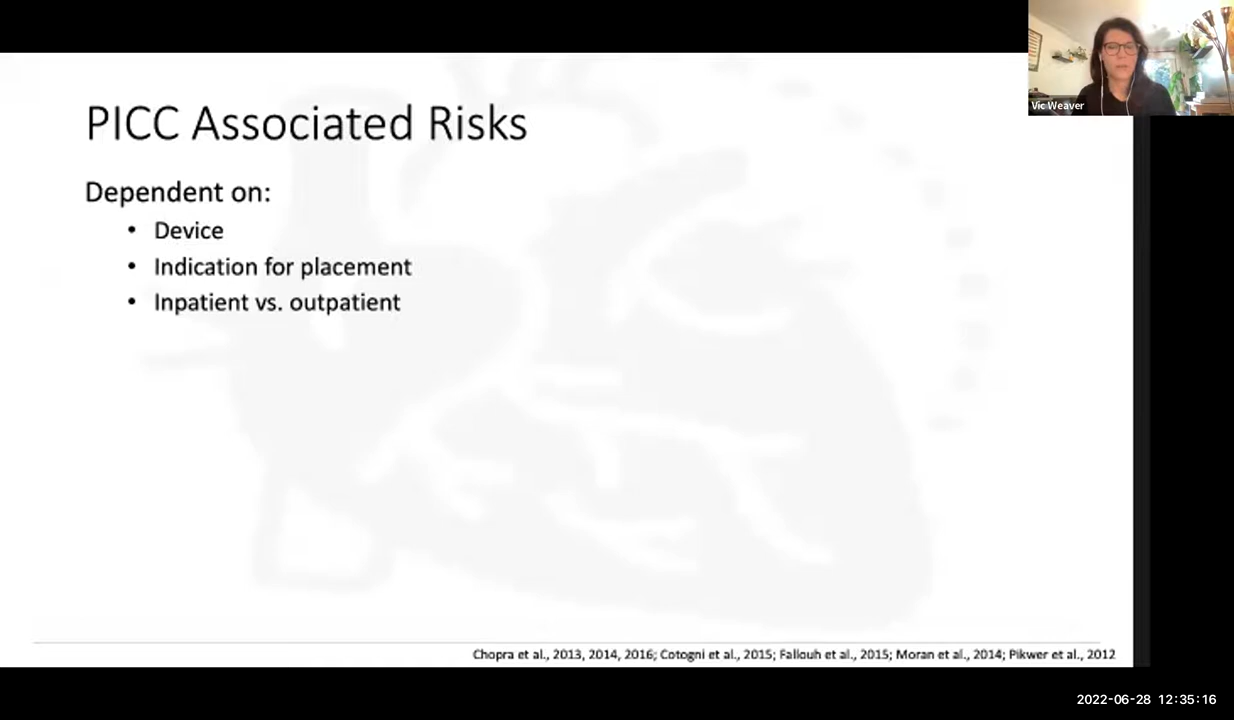 Vic Weaver
PICC Associated Risks
Dependent on:
• Device
• Indication for placement
• Inpatient vs. outpatient
Chopra et al., 2013, 2014, 2016; Cotogni et al., 2015; Fallouh et al., 2015; Moran et al., 2014; Pikwer et al., 2012
2022-06-28 12:35:16